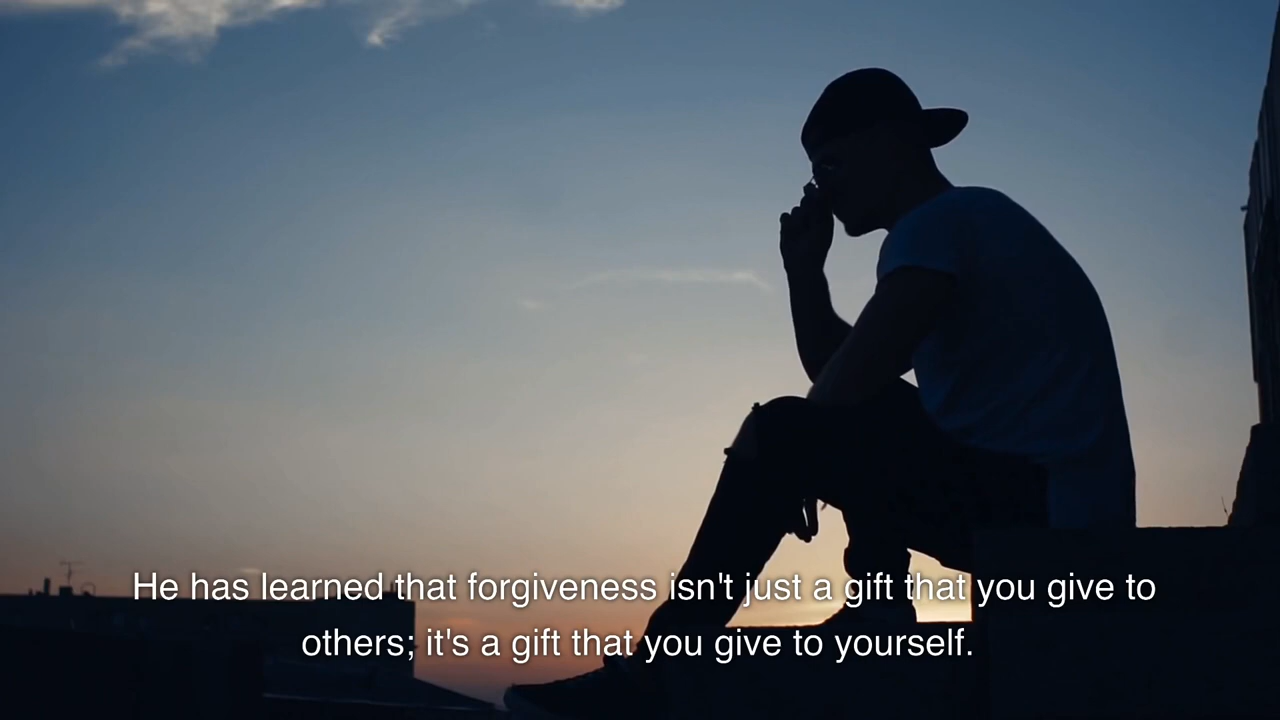 He has learned that forgiveness isn't just a gift that you give to
others; it's a gift that you give to yourself.